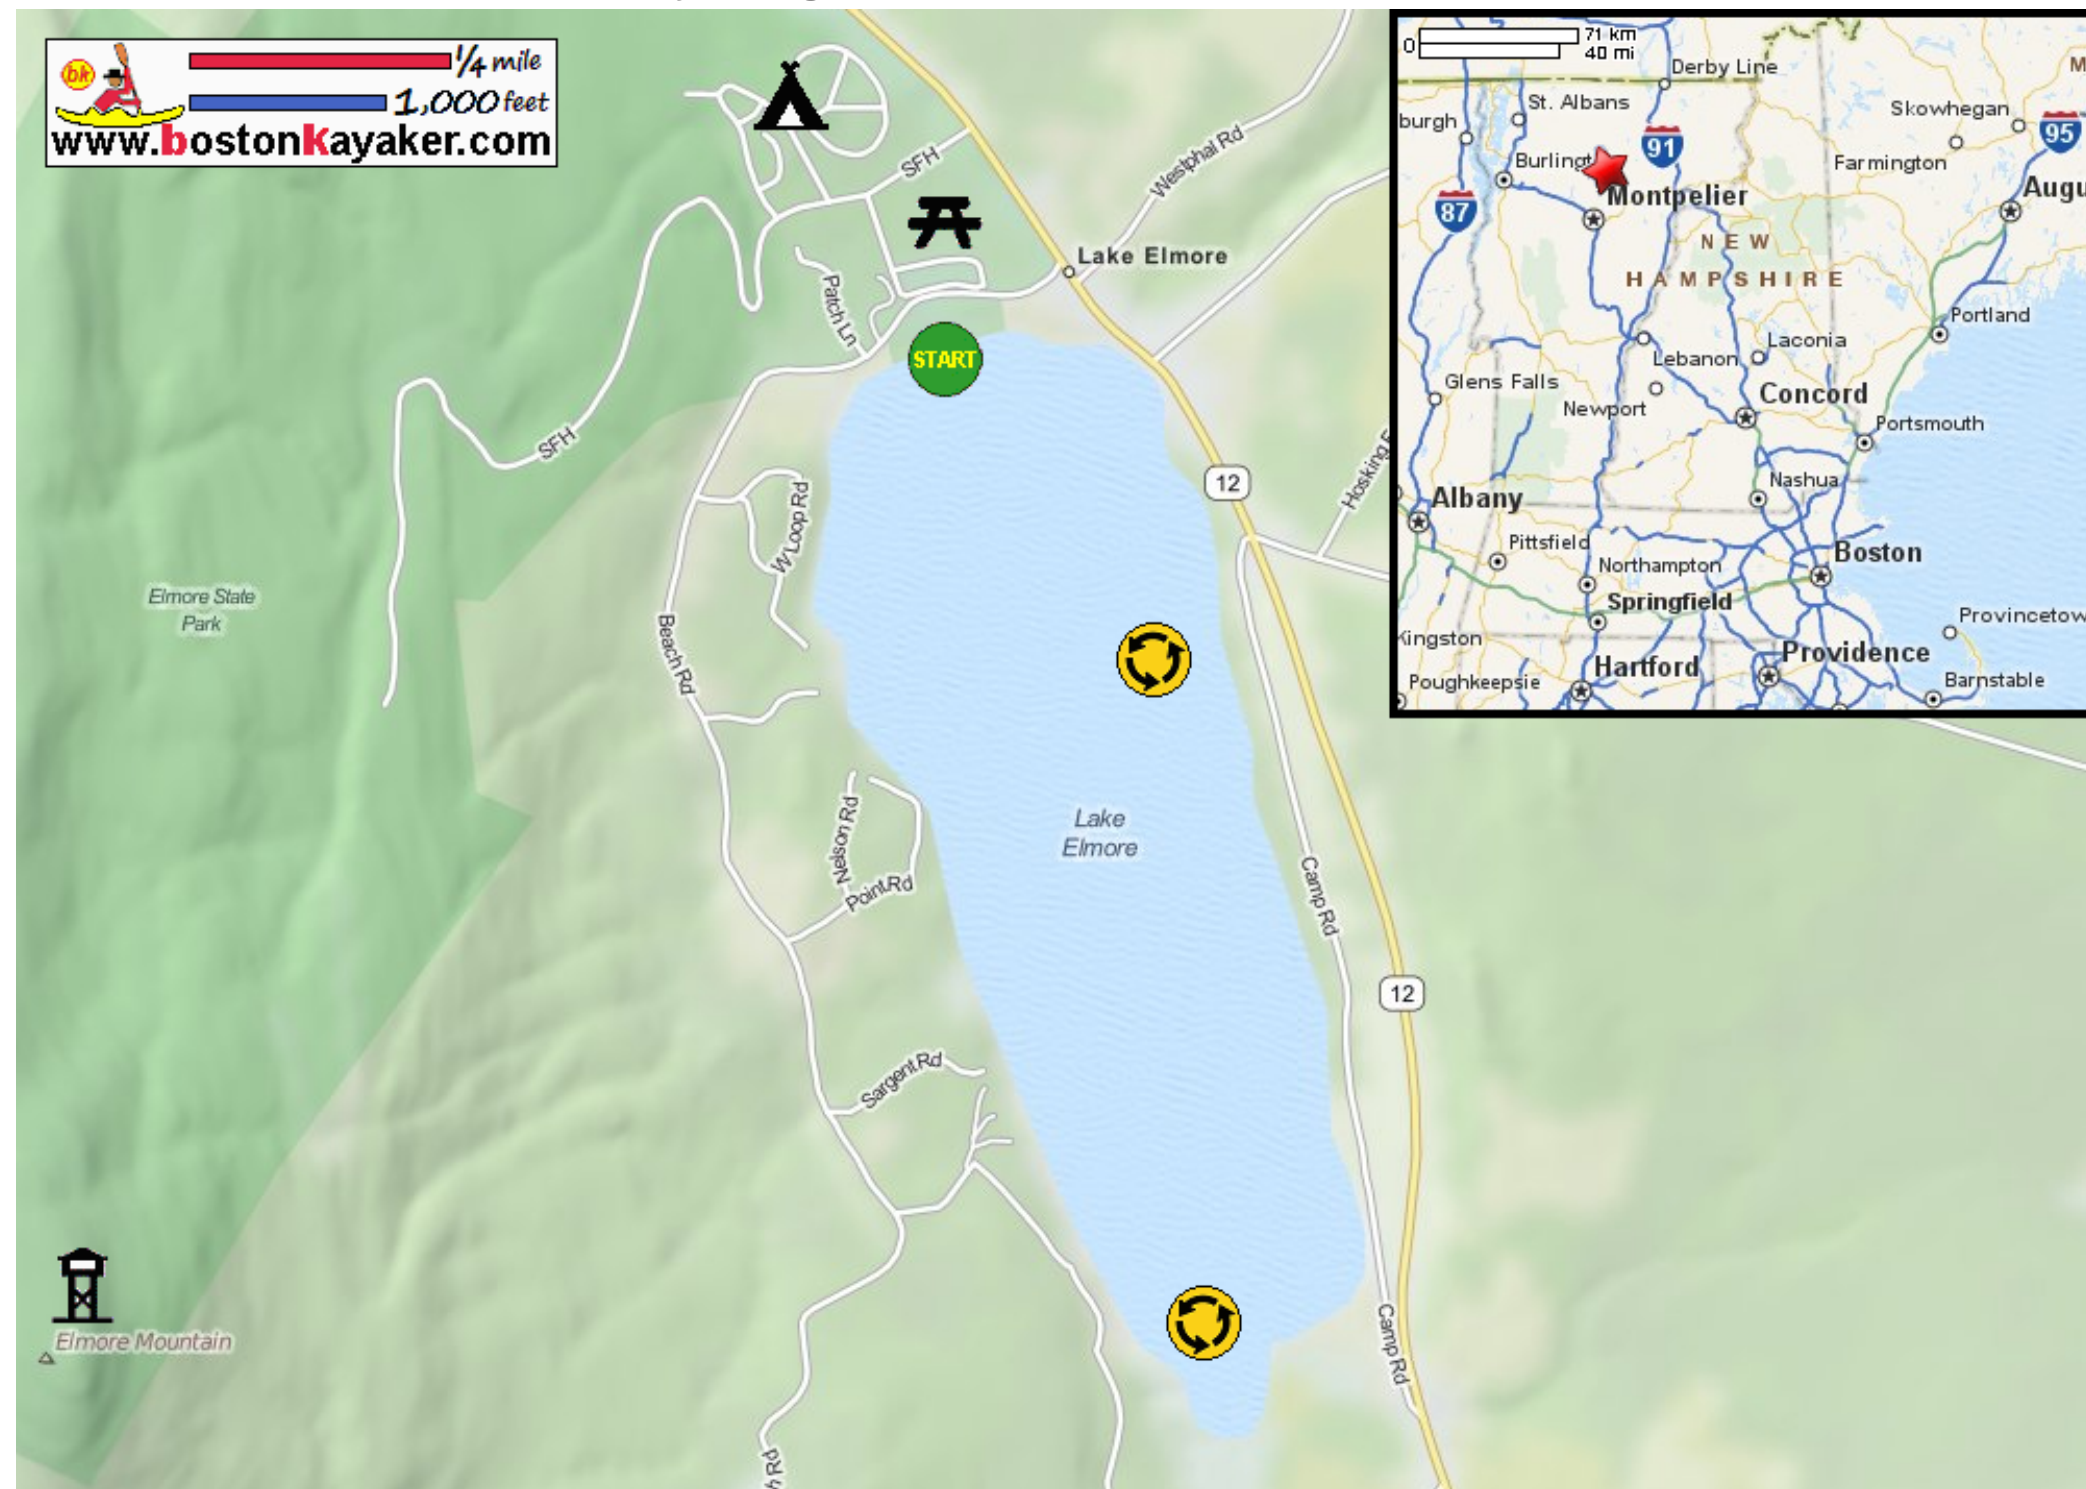 bk
1/4 mile
1,000 feet
www.bostonKayaker.com
SFH
Westphal Rd
Lake Elmore
Patch Ln
START
SFH
12
Hosking
W Loop Rd
Elmore State
Park
Beach Rd
Lake
Elmore
Nelson Rd
Point Rd
Camp Rd
12
Sargent Rd
Elmore Mountain
Camp Rd
Rd
0
71 km
40 mi
Derby Line
M
St. Albans
Skowhegan
burgh
91
95
Burlingt
Farmington
Montpelier
Augu
87
NEW
HAMPSHIRE
Portland
Laconia
Lebanon
Glens Falls
Concord
Newport
Portsmouth
Nashua
Albany
Pittsfield
Boston
Northampton
Springfield
Provincetow
Kingston
Providence
Hartford
Poughkeepsie
Barnstable